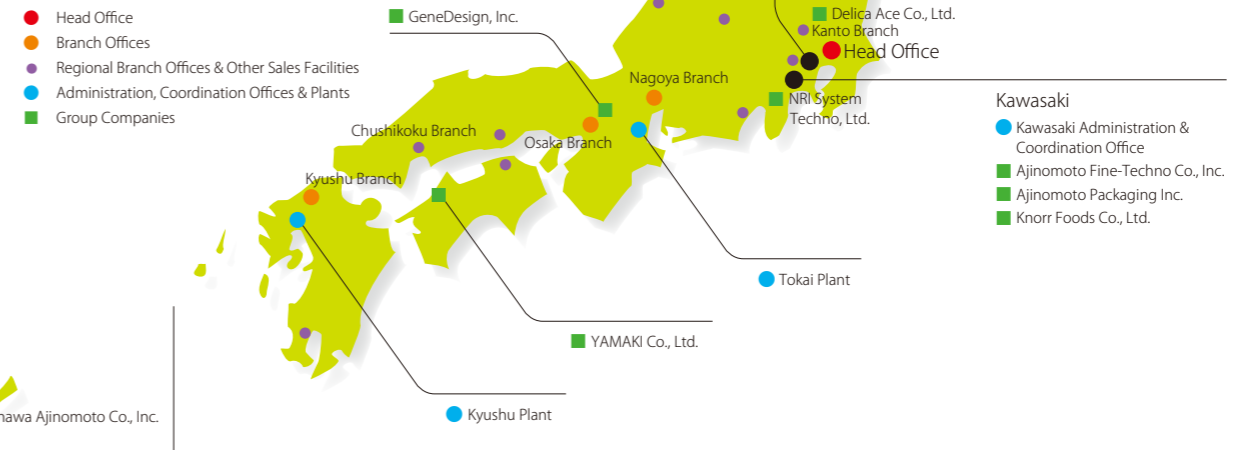 Head Office
Branch Offices
Regional Branch Offices & Other Sales Facilities
Administration, Coordination Offices & Plants
Group Companies
GeneDesign, Inc.
Delica Ace Co., Ltd.
Kanto Branch
Head Office
Nagoya Branch
NRI System
Techno, Ltd.
Chushikoku Branch
Osaka Branch
Kyushu Branch
Kawasaki
Kawasaki Administration &
Coordination Office
Ajinomoto Fine-Techno Co., Inc.
Ajinomoto Packaging Inc.
Knorr Foods Co., Ltd.
Tokai Plant
YAMAKI Co., Ltd.
Kyushu Plant
Ajinomoto Co., Inc.